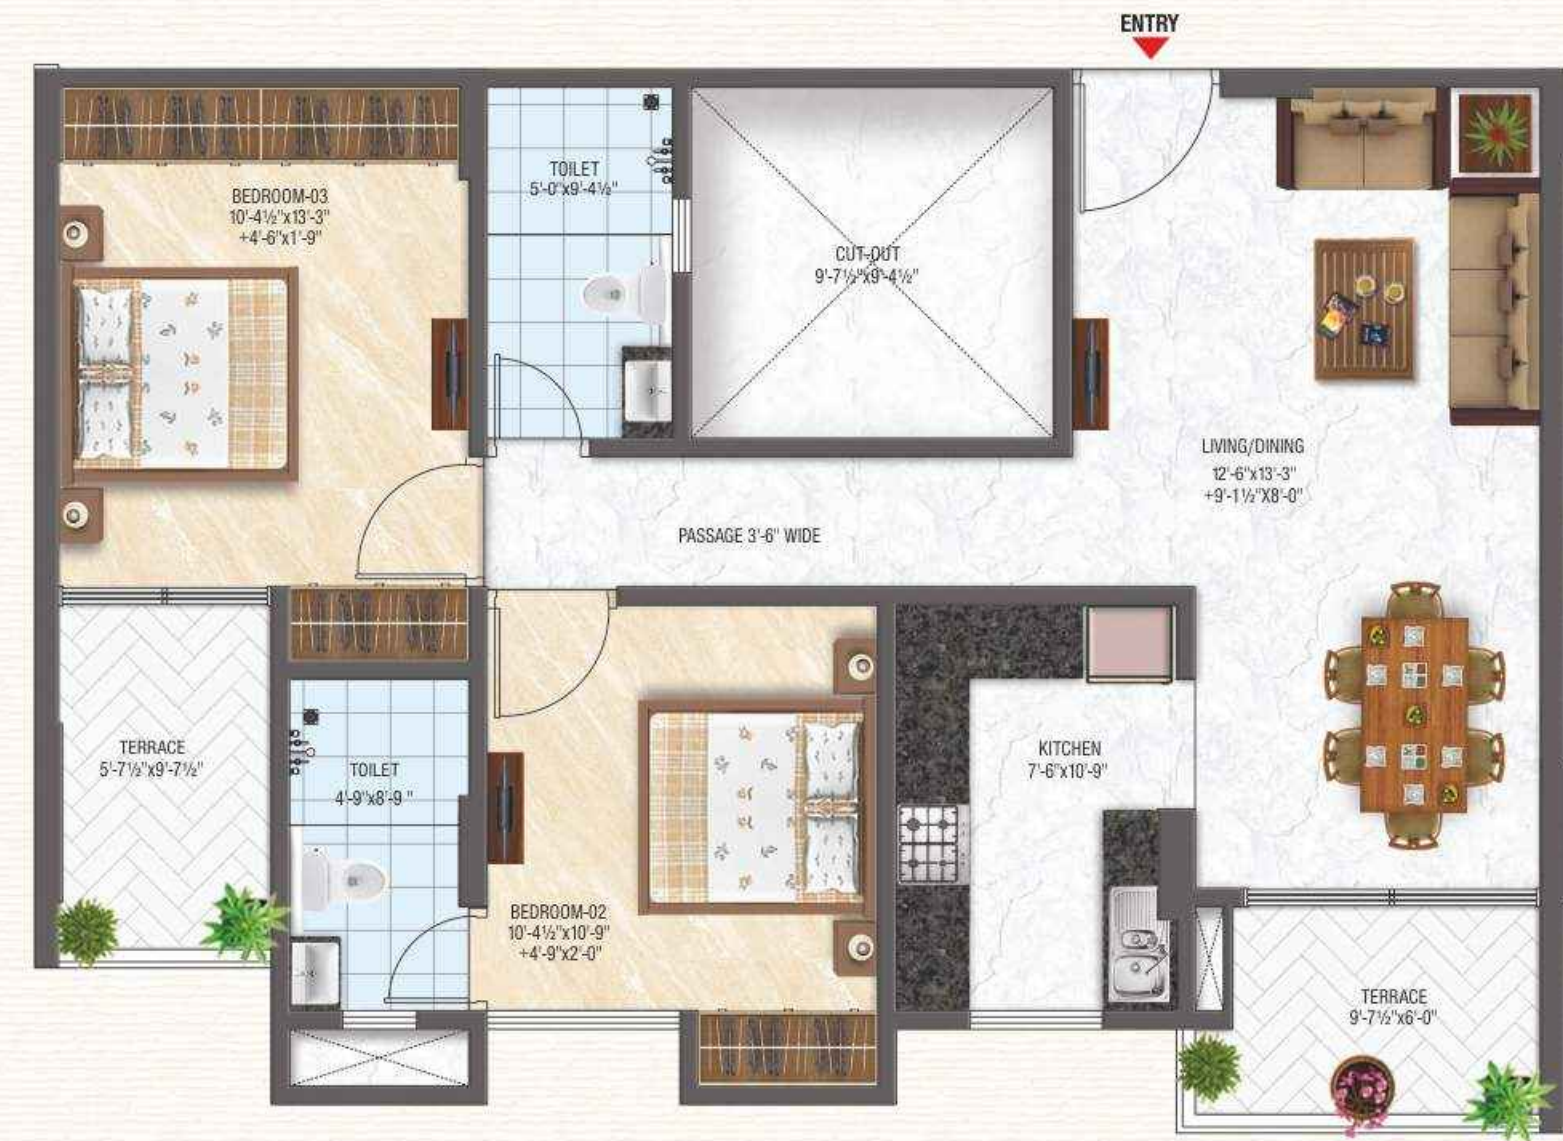 ENTRY
TOILET
5'-0"x9'-4½"
BEDROOM-03
10'-4½"x13'-3"
+4'-6"x1'-9"
CUT-OUT
9'-7½"x9'-4½"
LIVING/DINING
12'-6"x13'-3"
+9'-1½"X8'-0"
PASSAGE 3'-6" WIDE
TERRACE
5'-7½"x9'-7½"
TOILET
4'-9"x8'-9 "
KITCHEN
7'-6"x10'-9"
BEDROOM-02
10'-4½"x10'-9"
+4'-9"x2'-0"
TERRACE
9'-7½"x6'-0"